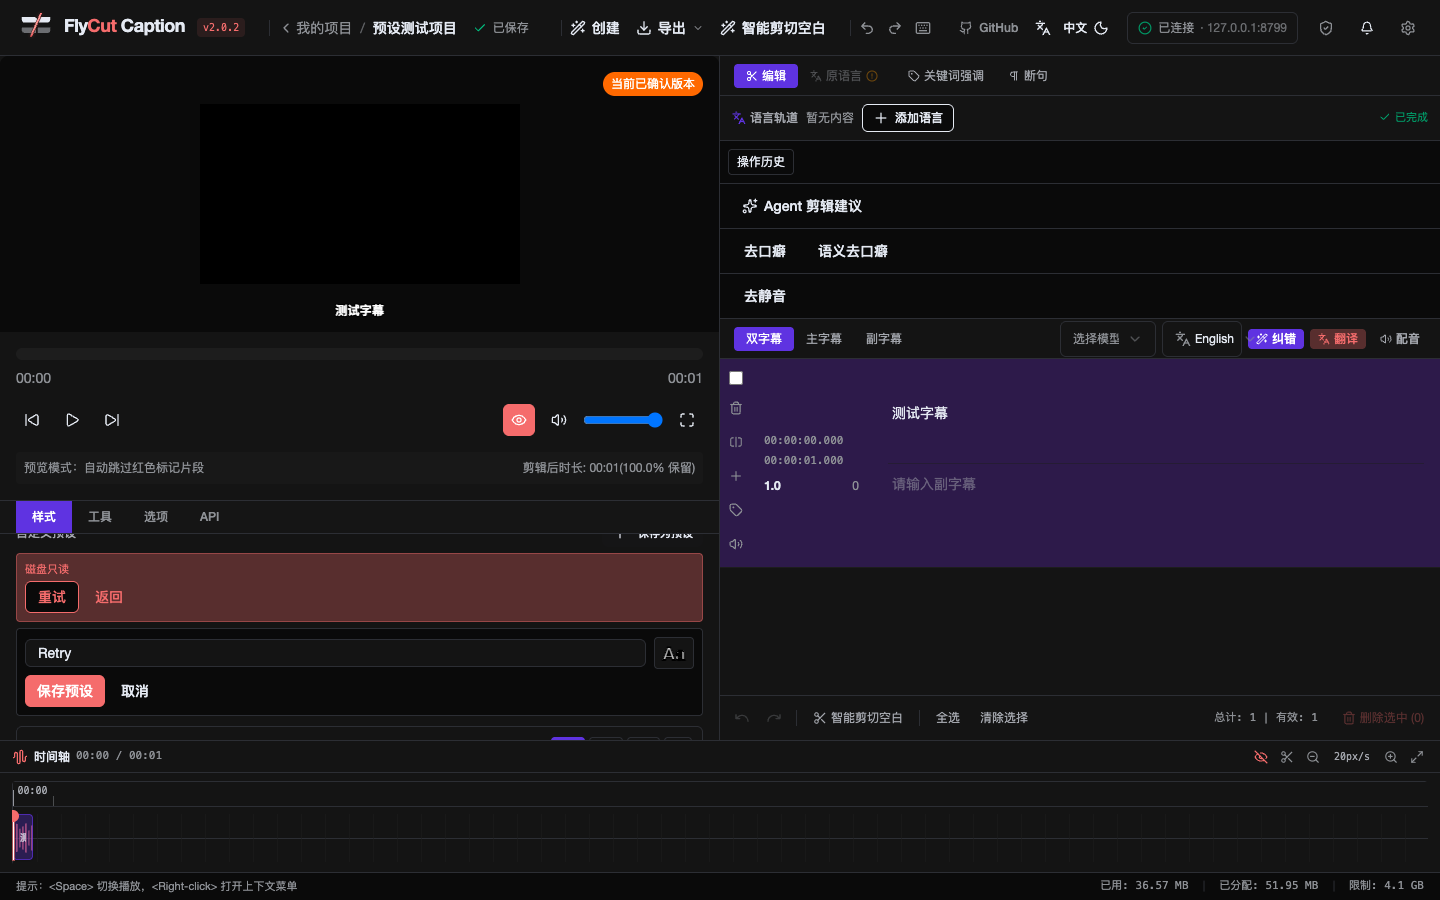 FlyCut Caption v2.0.2 我的项目 / 预设测试项目 已保存 创建 导出 智能剪切空白 GitHub 中文 已连接 · 127.0.0.1:8799
当前已确认版本
测试字幕
00:00 00:01
预览模式：自动跳过红色标记片段 剪辑后时长: 00:01(100.0% 保留)
样式 工具 选项 API
自定义预设 + 保存为预设
磁盘只读
重试 返回
Retry
保存预设 取消
编辑 原语言 关键词强调 断句
语言轨道 暂无内容 添加语言 已完成
操作历史
Agent 剪辑建议
去口癖 语义去口癖
去静音
双字幕 主字幕 副字幕 选择模型 English 纠错 翻译 配音
测试字幕
00:00:00.000
00:00:01.000
1.0 0 请输入副字幕
智能剪切空白 全选 清除选择 总计: 1 | 有效: 1 删除选中 (0)
时间轴 00:00 / 00:01 20px/s
00:00
提示：<Space> 切换播放，<Right-click> 打开上下文菜单 已用: 36.57 MB 已分配: 51.95 MB 限制: 4.1 GB